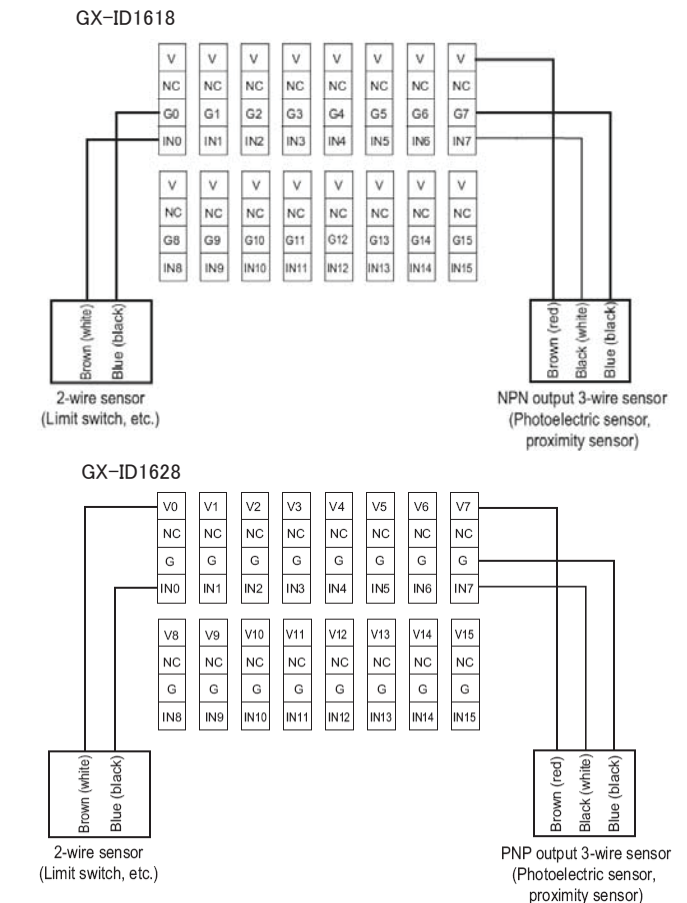 GX-ID1618
V V V V V V V V
NC NC NC NC NC NC NC NC
G0 G1 G2 G3 G4 G5 G6 G7
IN0 IN1 IN2 IN3 IN4 IN5 IN6 IN7
V V V V V V V V
NC NC NC NC NC NC NC NC
G8 G9 G10 G11 G12 G13 G14 G15
IN8 IN9 IN10 IN11 IN12 IN13 IN14 IN15
Brown (white)
Blue (black)
2-wire sensor
(Limit switch, etc.)
Brown (red)
Black (white)
Blue (black)
NPN output 3-wire sensor
(Photoelectric sensor,
proximity sensor)
GX-ID1628
V0 V1 V2 V3 V4 V5 V6 V7
NC NC NC NC NC NC NC NC
G G G G G G G G
IN0 IN1 IN2 IN3 IN4 IN5 IN6 IN7
V8 V9 V10 V11 V12 V13 V14 V15
NC NC NC NC NC NC NC NC
G G G G G G G G
IN8 IN9 IN10 IN11 IN12 IN13 IN14 IN15
Brown (white)
Blue (black)
2-wire sensor
(Limit switch, etc.)
Brown (red)
Black (white)
Blue (black)
PNP output 3-wire sensor
(Photoelectric sensor,
proximity sensor)